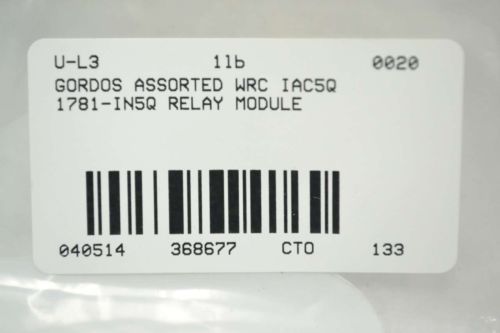 U-L3 1lb 0020
GORDOS ASSORTED WRC IAC5Q
1781-IN5Q RELAY MODULE
040514 368677 CTO 133